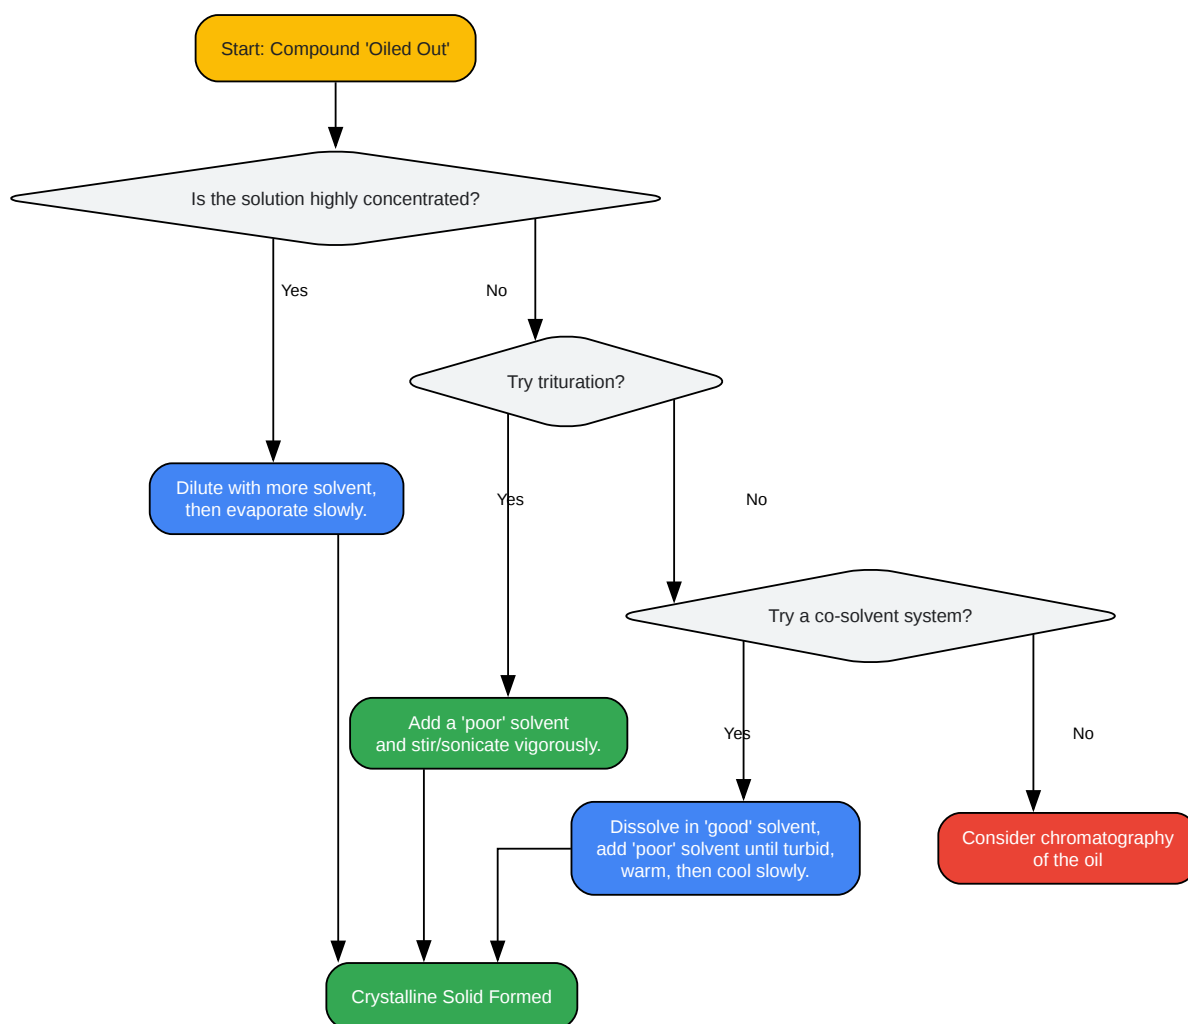 Start: Compound 'Oiled Out'
Is the solution highly concentrated?
Yes
No
Try trituration?
Dilute with more solvent,
then evaporate slowly.
Yes
No
Try a co-solvent system?
Add a 'poor' solvent
and stir/sonicate vigorously.
Yes
No
Dissolve in 'good' solvent,
add 'poor' solvent until turbid,
warm, then cool slowly.
Consider chromatography
of the oil
Crystalline Solid Formed